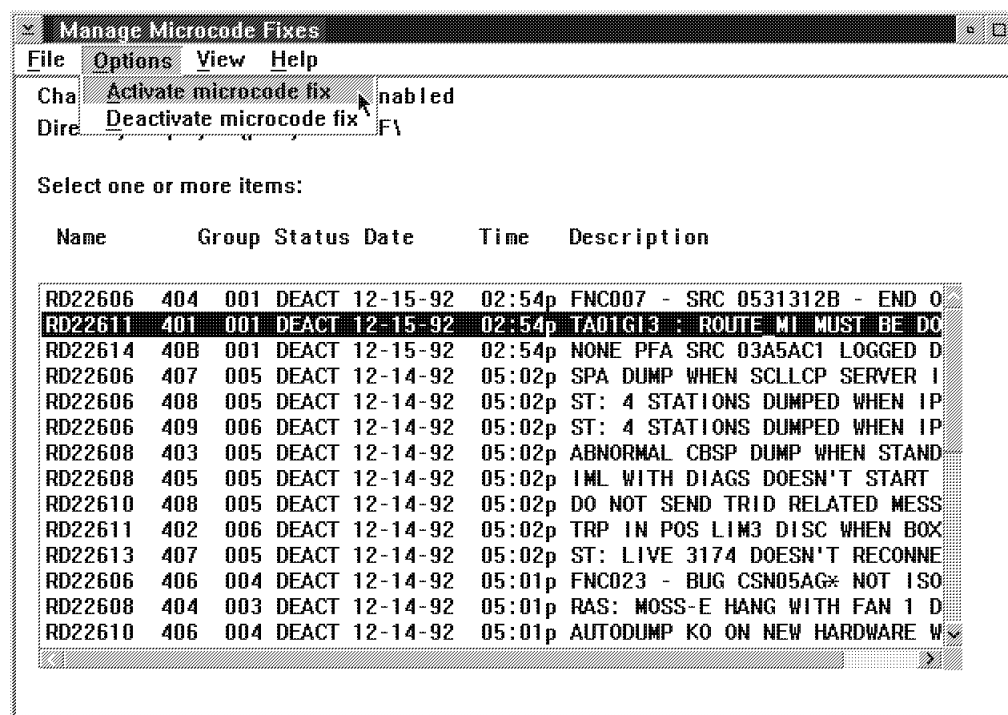 Manage Microcode Fixes
File Options View Help
Activate microcode fix
Deactivate microcode fix
Cha nabled
Dire F\
Select one or more items:
Name Group Status Date Time Description
RD22606 404 001 DEACT 12-15-92 02:54p FNC007 - SRC 0531312B - END O
RD22611 401 001 DEACT 12-15-92 02:54p TA01GI3 : ROUTE MI MUST BE DO
RD22614 40B 001 DEACT 12-15-92 02:54p NONE PFA SRC 03A5AC1 LOGGED D
RD22606 407 005 DEACT 12-14-92 05:02p SPA DUMP WHEN SCLLCP SERVER I
RD22606 408 005 DEACT 12-14-92 05:02p ST: 4 STATIONS DUMPED WHEN IP
RD22606 409 006 DEACT 12-14-92 05:02p ST: 4 STATIONS DUMPED WHEN IP
RD22608 403 005 DEACT 12-14-92 05:02p ABNORMAL CBSP DUMP WHEN STAND
RD22608 405 005 DEACT 12-14-92 05:02p IML WITH DIAGS DOESN'T START
RD22610 408 005 DEACT 12-14-92 05:02p DO NOT SEND TRID RELATED MESS
RD22611 402 006 DEACT 12-14-92 05:02p TRP IN POS LIM3 DISC WHEN BOX
RD22613 407 005 DEACT 12-14-92 05:02p ST: LIVE 3174 DOESN'T RECONNE
RD22606 406 004 DEACT 12-14-92 05:01p FNC023 - BUG CSN05AG* NOT ISO
RD22608 404 003 DEACT 12-14-92 05:01p RAS: MOSS-E HANG WITH FAN 1 D
RD22610 406 004 DEACT 12-14-92 05:01p AUTODUMP KO ON NEW HARDWARE W